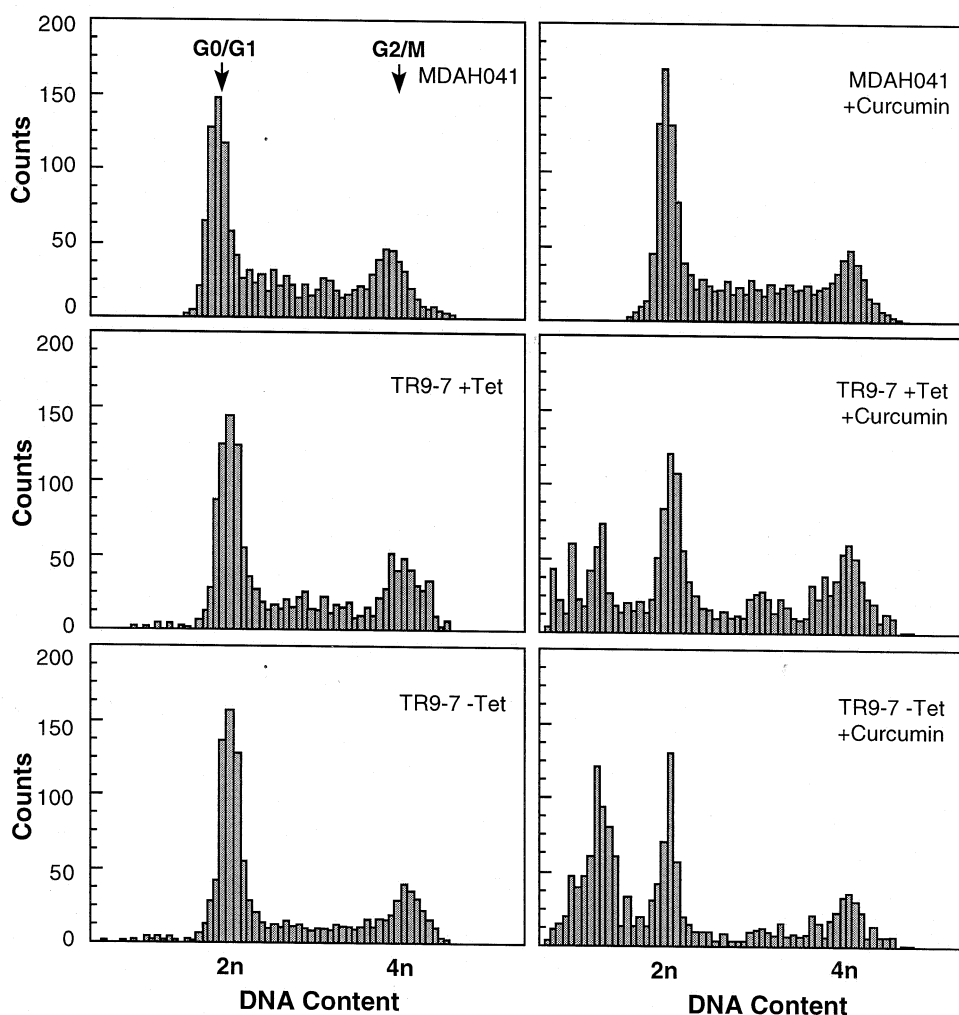 200
150
100
50
0
Counts
G0/G1
G2/M
MDAH041
MDAH041
+Curcumin
200
150
100
50
0
Counts
TR9-7 +Tet
TR9-7 +Tet
+Curcumin
200
150
100
50
0
Counts
TR9-7 -Tet
TR9-7 -Tet
+Curcumin
2n
4n
2n
4n
DNA Content
DNA Content